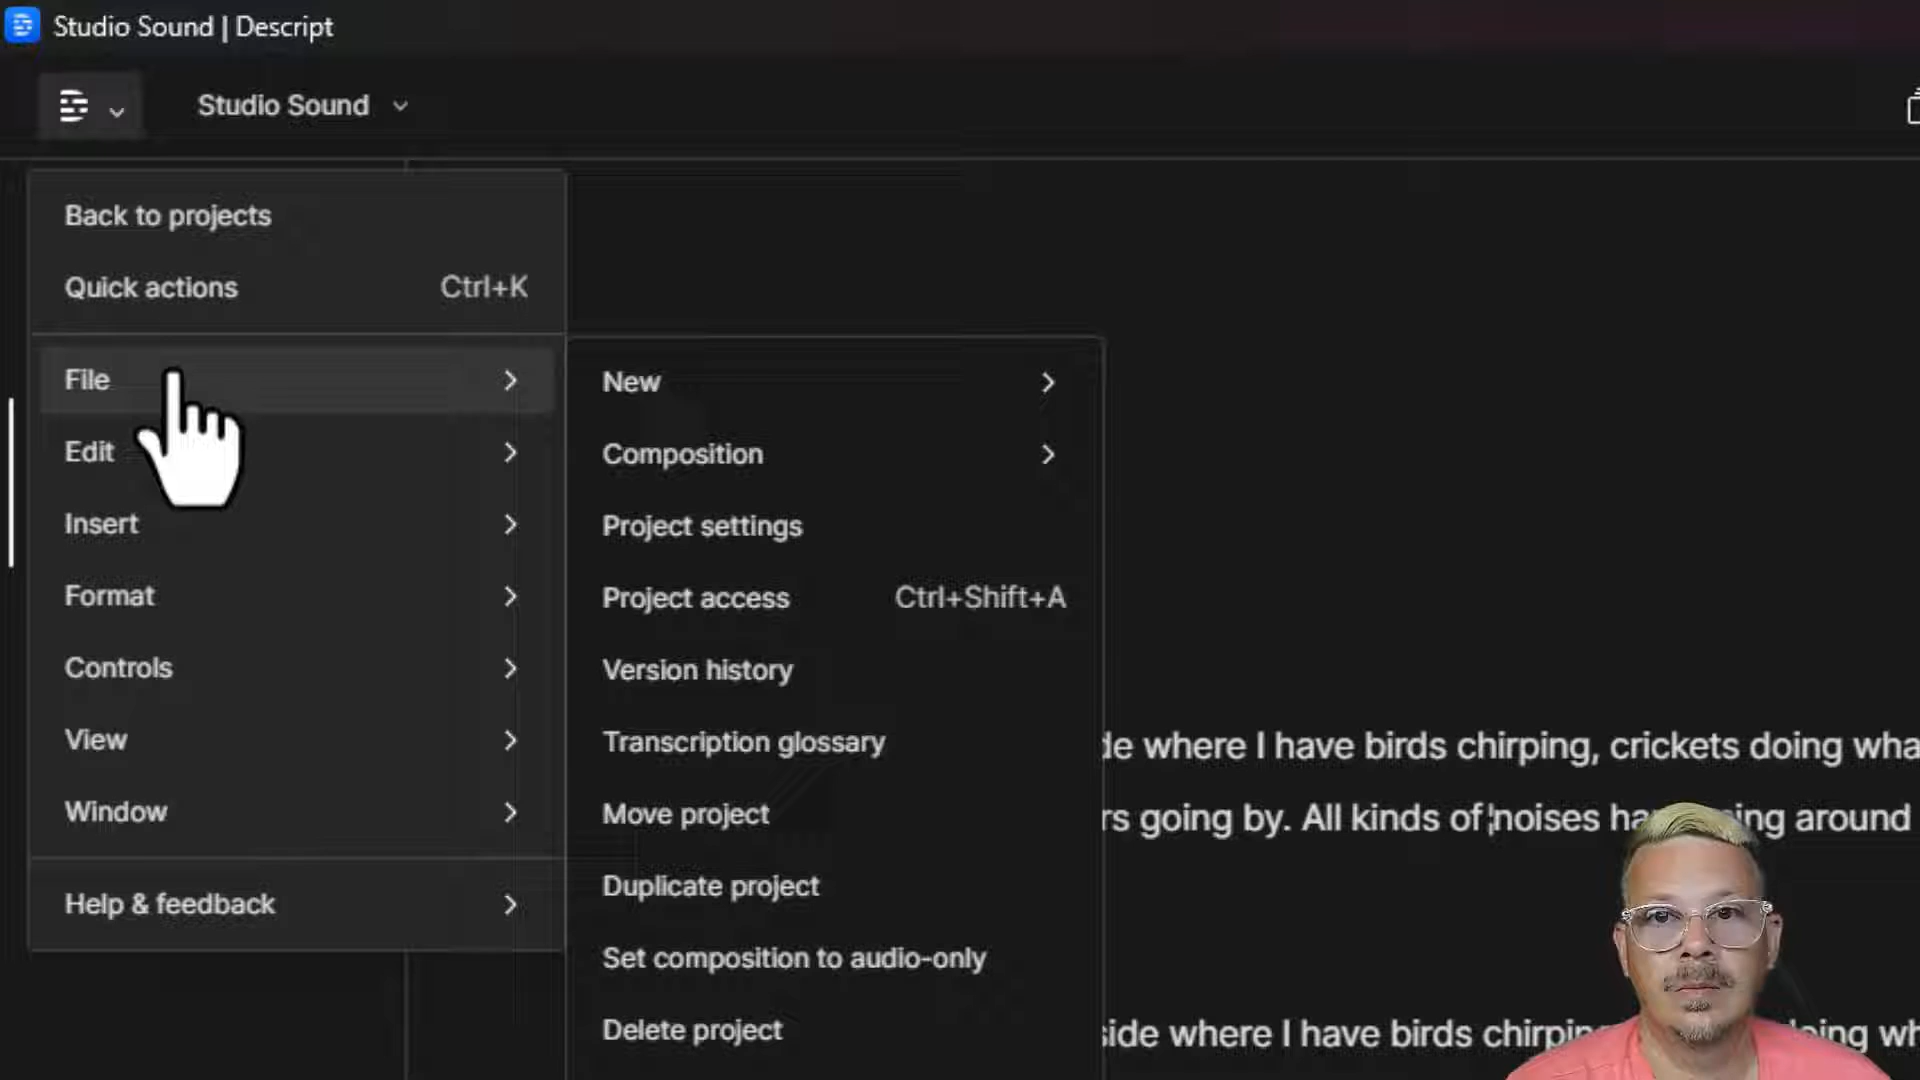 Studio Sound | Descript
Studio Sound
Back to projects
Quick actions Ctrl+K
File
Edit
Insert
Format
Controls
View
Window
Help & feedback
New
Composition
Project settings
Project access Ctrl+Shift+A
Version history
Transcription glossary
Move project
Duplicate project
Set composition to audio-only
Delete project
where I have birds chirping, crickets doing
going by. All kinds of noises around
where I have birds